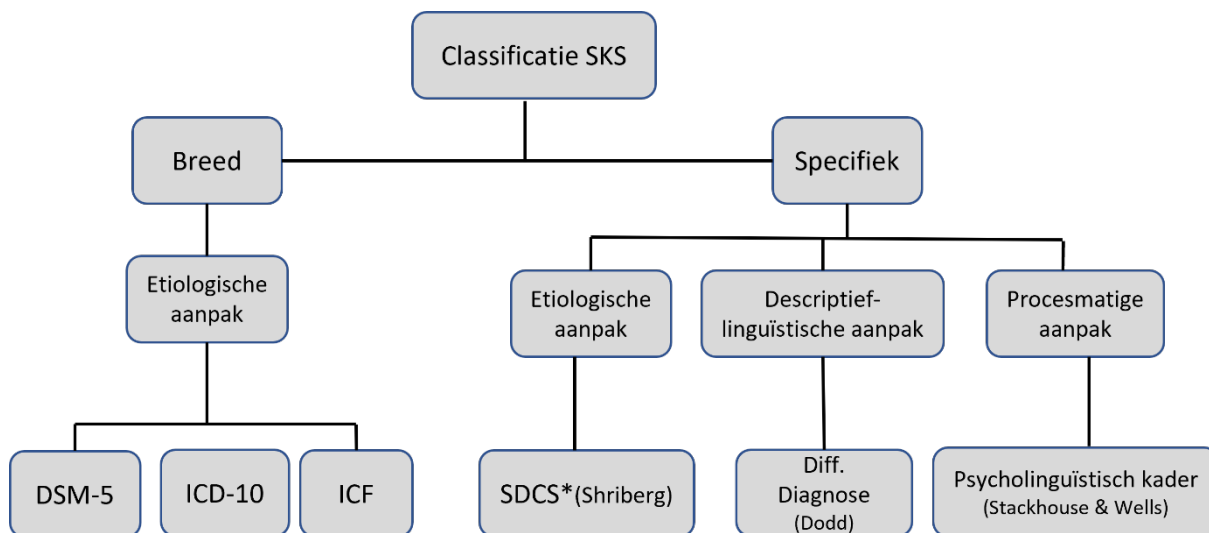 Classificatie SKS
Breed
Specifiek
Etiologische
aanpak
Etiologische
aanpak
Descriptief-
linguïstische aanpak
Procesmatige
aanpak
DSM-5
ICD-10
ICF
SDCS*(Shriberg)
Diff.
Diagnose
(Dodd)
Psycholinguïstisch kader
(Stackhouse & Wells)